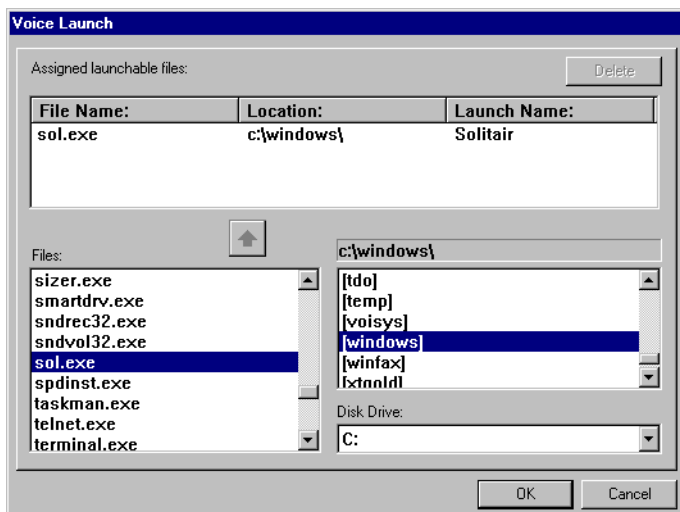 Voice Launch
Assigned launchable files:
Delete
File Name: Location: Launch Name:
sol.exe c:\windows\ Solitair
Files:
c:\windows\
sizer.exe
smartdrv.exe
sndrec32.exe
sndvol32.exe
sol.exe
spdinst.exe
taskman.exe
telnet.exe
terminal.exe
[tdo]
[temp]
[voisys]
[windows]
[winfax]
[xtgold]
Disk Drive:
C:
OK Cancel